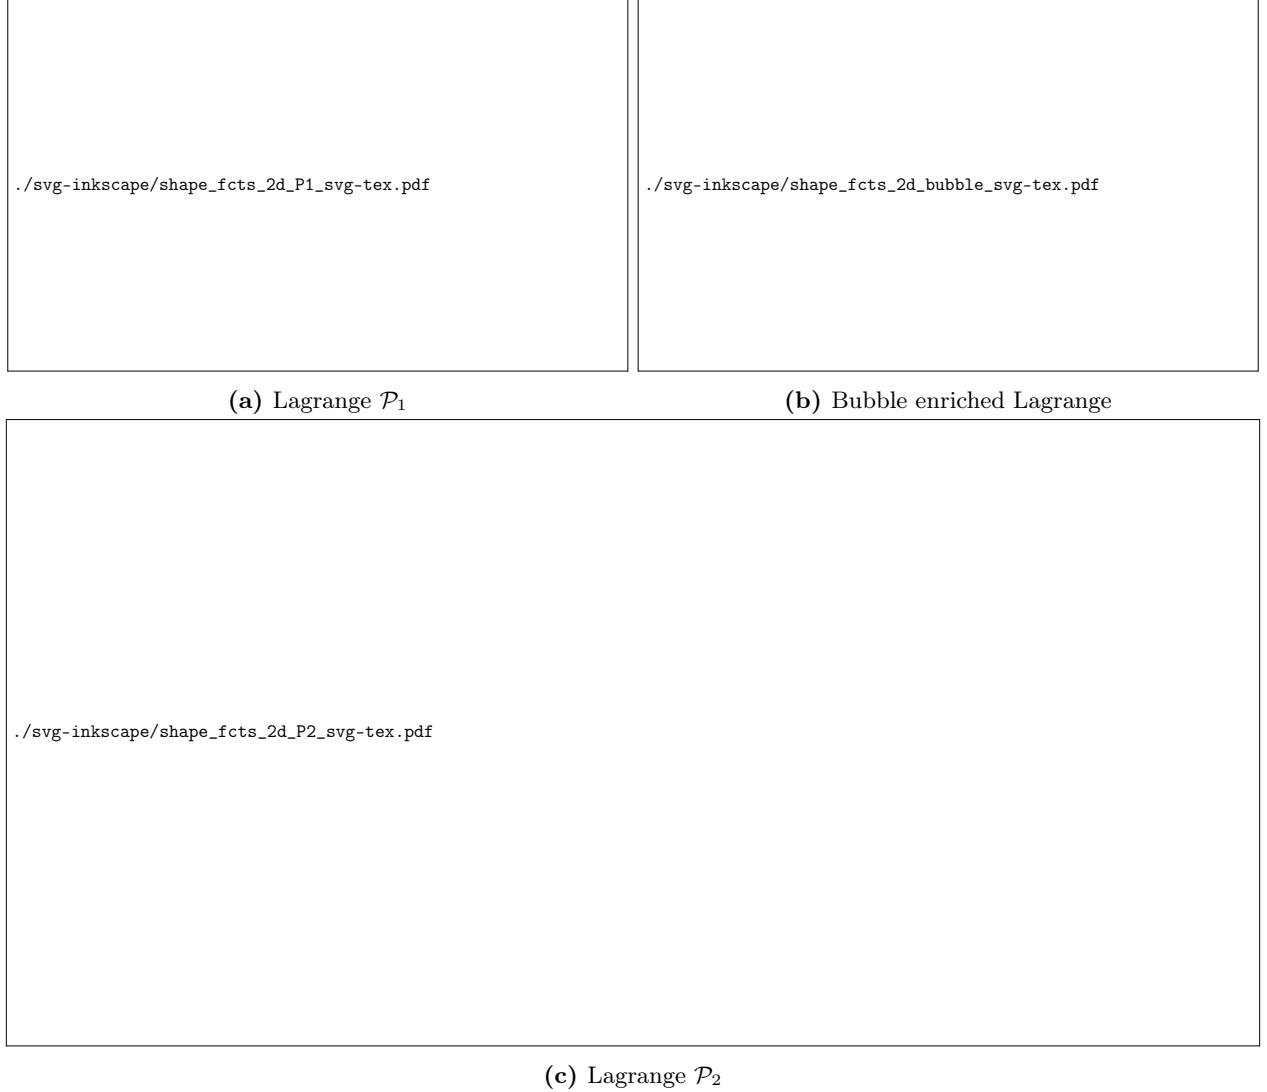 ./svg-inkscape/shape_fcts_2d_P1_svg-tex.pdf
./svg-inkscape/shape_fcts_2d_bubble_svg-tex.pdf
(a) Lagrange 𝒫₁
(b) Bubble enriched Lagrange
./svg-inkscape/shape_fcts_2d_P2_svg-tex.pdf
(c) Lagrange 𝒫₂